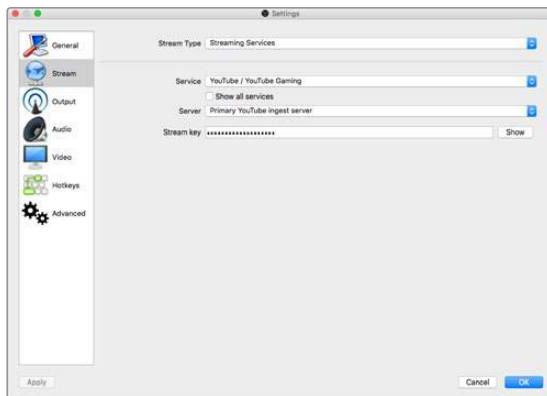 Settings
General
Stream
Output
Audio
Video
Hotkeys
Advanced
Stream Type Streaming Services
Service YouTube / YouTube Gaming
Show all services
Server Primary YouTube ingest server
Stream key •••••••••••••••••••• Show
Apply Cancel OK